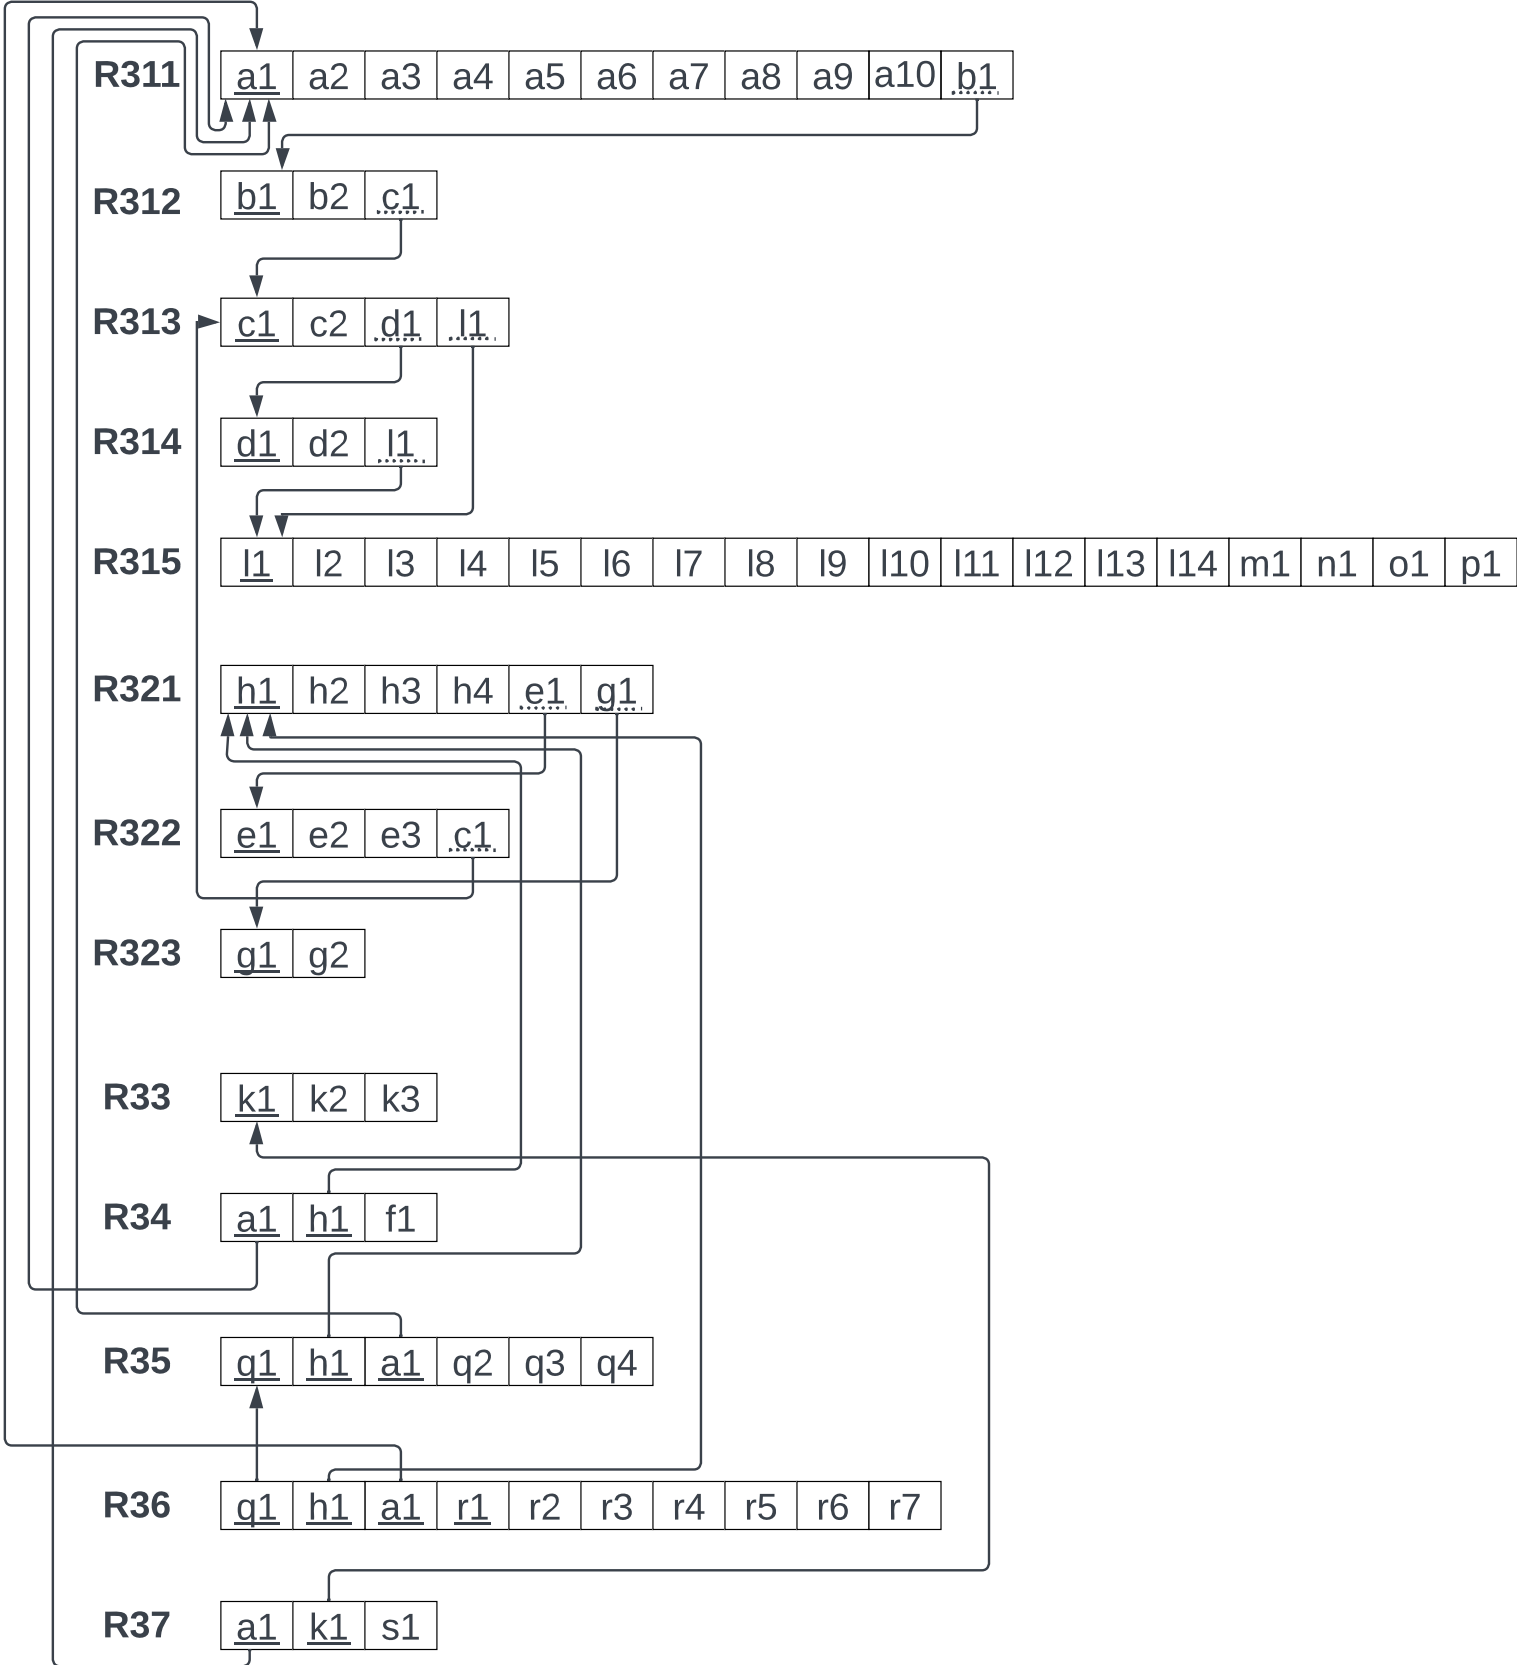 R311 a1 a2 a3 a4 a5 a6 a7 a8 a9 a10 b1
R312 b1 b2 c1
R313 c1 c2 d1 l1
R314 d1 d2 l1
R315 l1 l2 l3 l4 l5 l6 l7 l8 l9 l10 l11 l12 l13 l14 m1 n1 o1 p1
R321 h1 h2 h3 h4 e1 g1
R322 e1 e2 e3 c1
R323 g1 g2
R33 k1 k2 k3
R34 a1 h1 f1
R35 q1 h1 a1 q2 q3 q4
R36 q1 h1 a1 r1 r2 r3 r4 r5 r6 r7
R37 a1 k1 s1